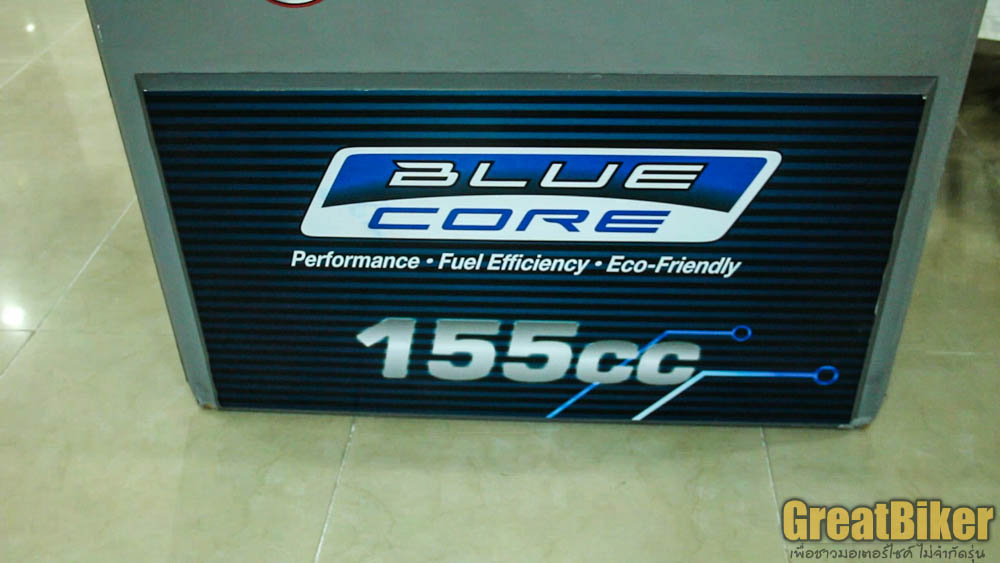 BLUE
CORE
Performance • Fuel Efficiency • Eco-Friendly
155cc
GreatBiker
เพื่อชาวมอเตอร์ไซค์ ไม่จำกัดรุ่น